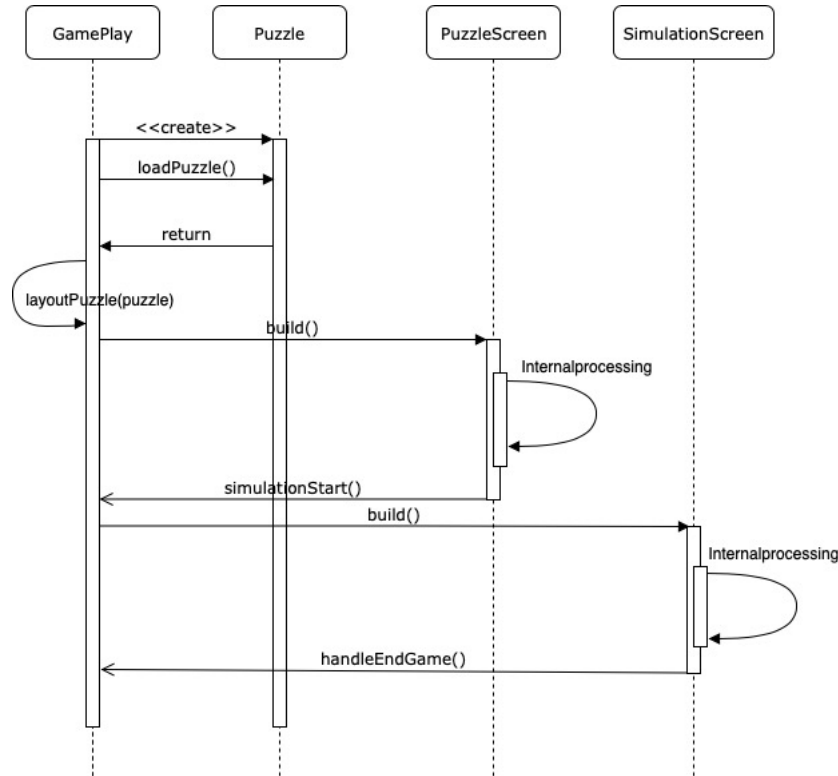 GamePlay
Puzzle
PuzzleScreen
SimulationScreen
<<create>>
loadPuzzle()
return
layoutPuzzle(puzzle)
build()
Internalprocessing
simulationStart()
build()
Internalprocessing
handleEndGame()